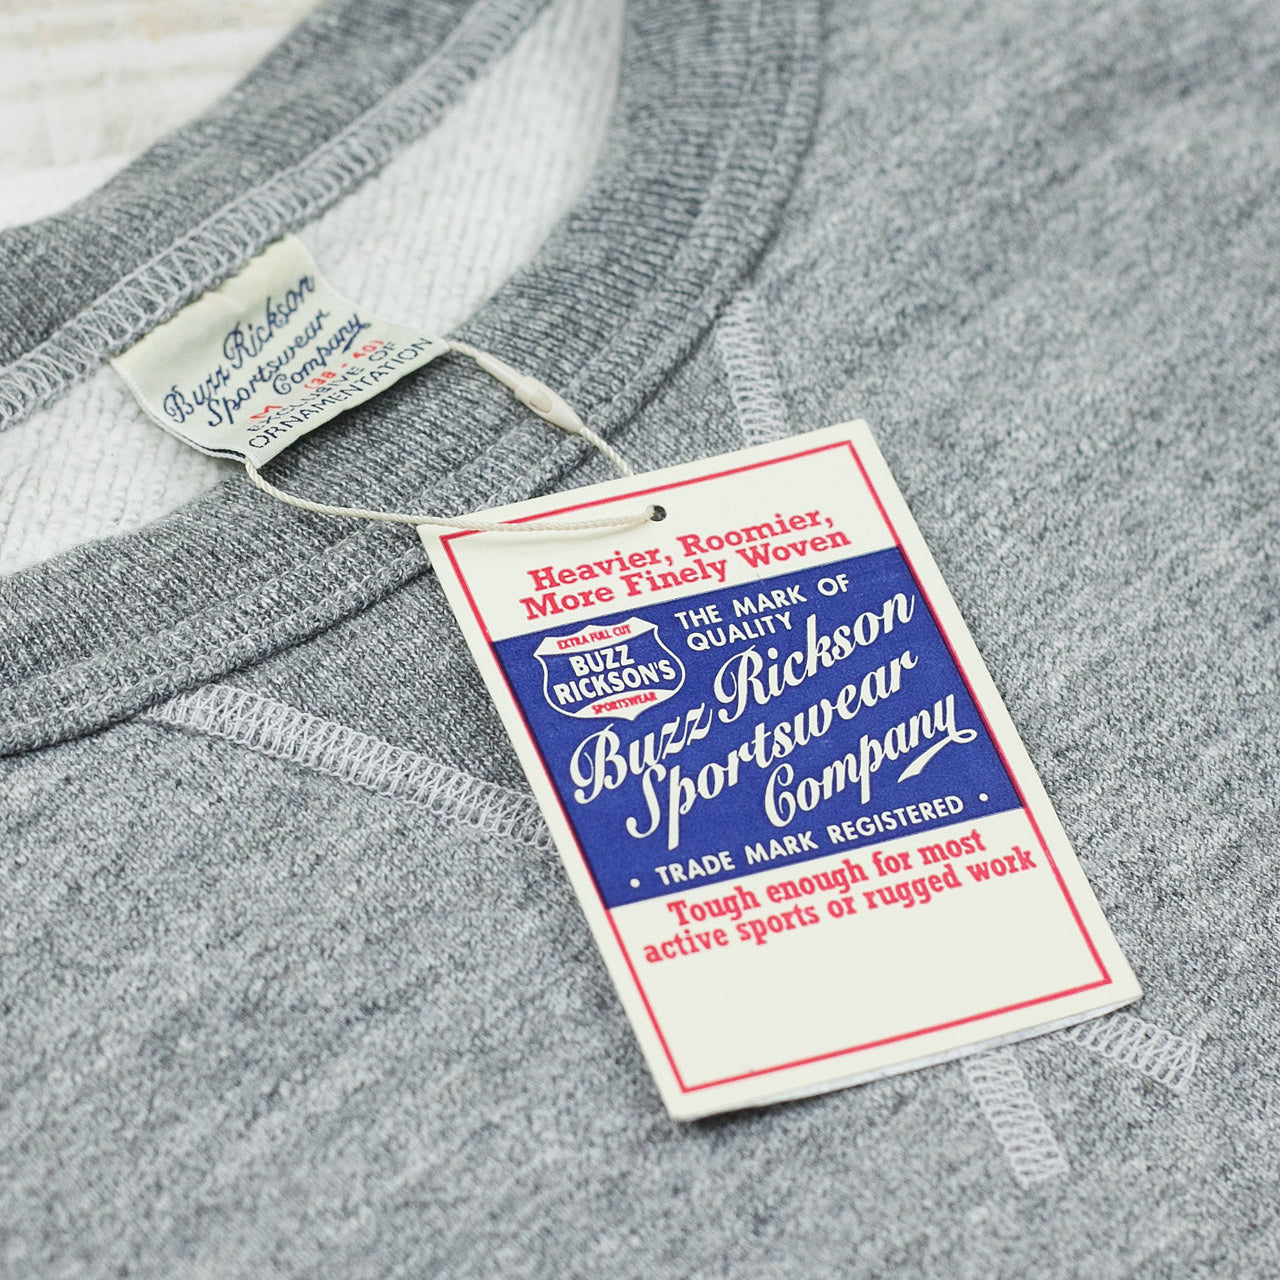 Buzz Rickson
Sportswear
Company
M (38 - 40)
EXCLUSIVE OF
ORNAMENTATION
Heavier, Roomier,
More Finely Woven
THE MARK OF
QUALITY
EXTRA FULL CUT
BUZZ
RICKSON'S
SPORTSWEAR
Buzz Rickson
Sportswear
Company
• TRADE MARK REGISTERED •
Tough enough for most
active sports or rugged work